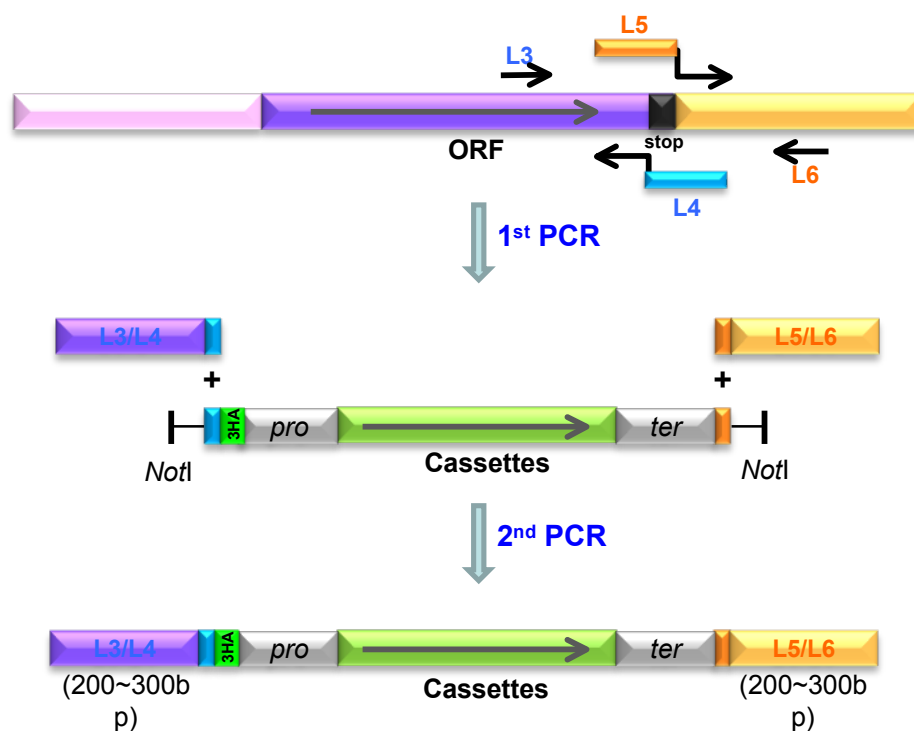 L5
L3
ORF
stop
L6
L4
1st PCR
L3/L4
L5/L6
+
+
3HA
pro
ter
NotI
Cassettes
NotI
2nd PCR
L3/L4
3HA
pro
ter
L5/L6
(200~300b
p)
Cassettes
(200~300b
p)